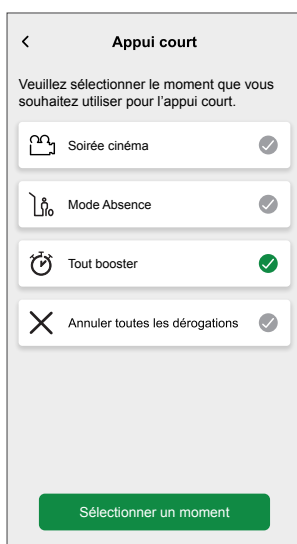 Appui court
Veuillez sélectionner le moment que vous
souhaitez utiliser pour l'appui court.
Soirée cinéma
Mode Absence
Tout booster
Annuler toutes les dérogations
Sélectionner un moment